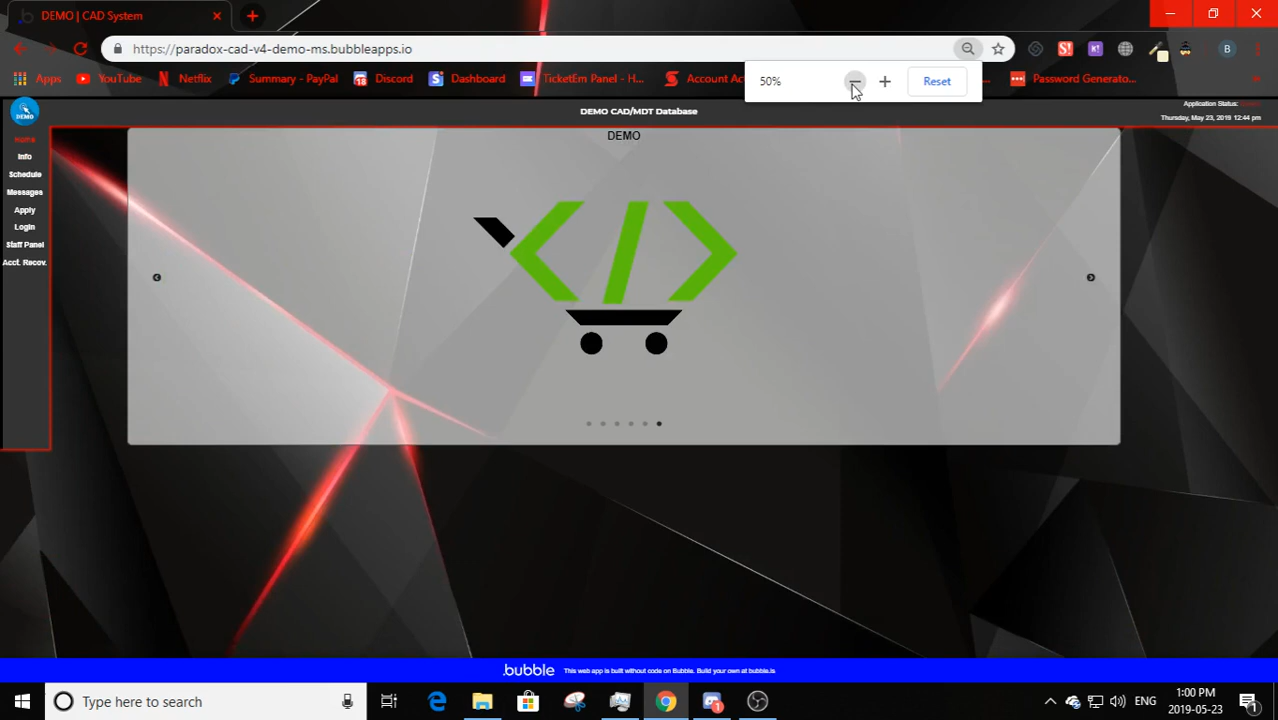 DEMO | CAD System
https://paradox-cad-v4-demo-ms.bubbleapps.io
Apps
YouTube
Netflix
Summary - PayPal
Discord
Dashboard
TicketEm Panel - H...
Account Ac
Password Generato...
50%
Reset
DEMO
DEMO CAD/MDT Database
Application Status:
Thursday, May 23, 2019 12:44 pm
Home
Info
Schedule
Messages
Apply
Login
Staff Panel
Acct. Recov.
DEMO
</>
.bubble
This web app is built without code on Bubble. Build your own at bubble.is
Type here to search
ENG
1:00 PM
2019-05-23